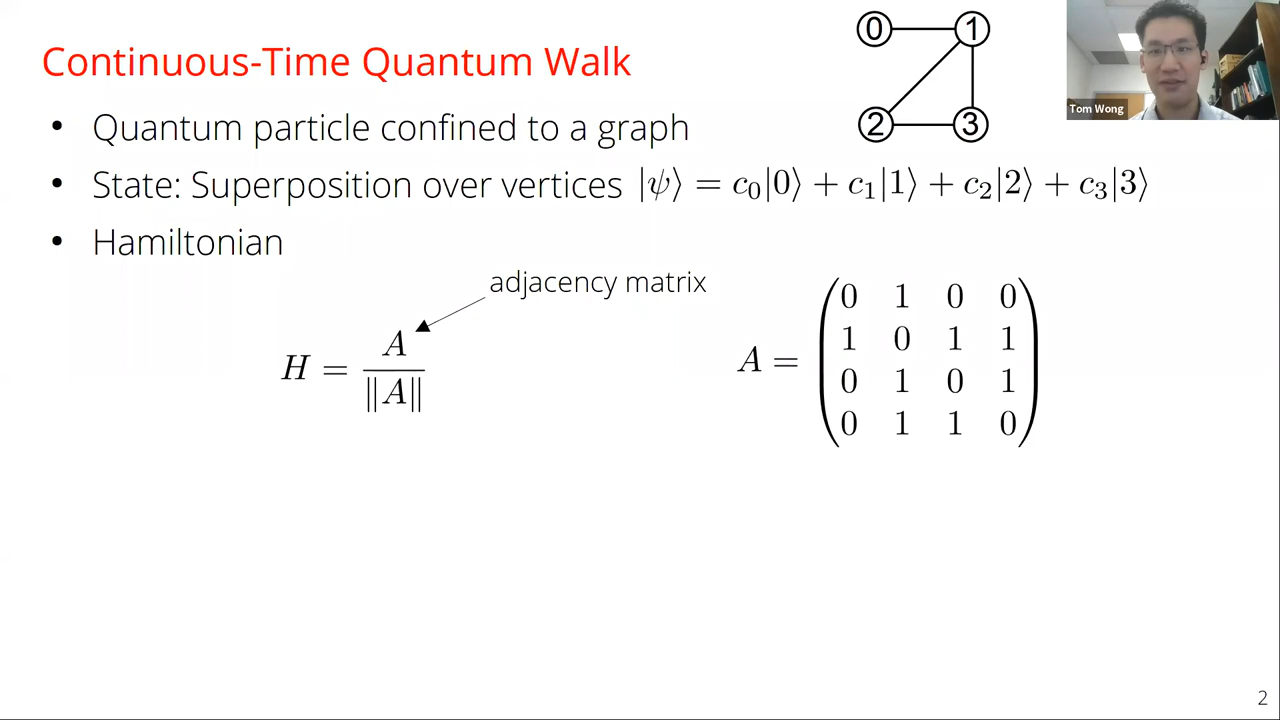 Continuous-Time Quantum Walk
0 1
2 3
Tom Wong
• Quantum particle confined to a graph
• State: Superposition over vertices |ψ⟩ = c₀|0⟩ + c₁|1⟩ + c₂|2⟩ + c₃|3⟩
• Hamiltonian
adjacency matrix
H = A / ‖A‖
A =
0 1 0 0
1 0 1 1
0 1 0 1
0 1 1 0
2